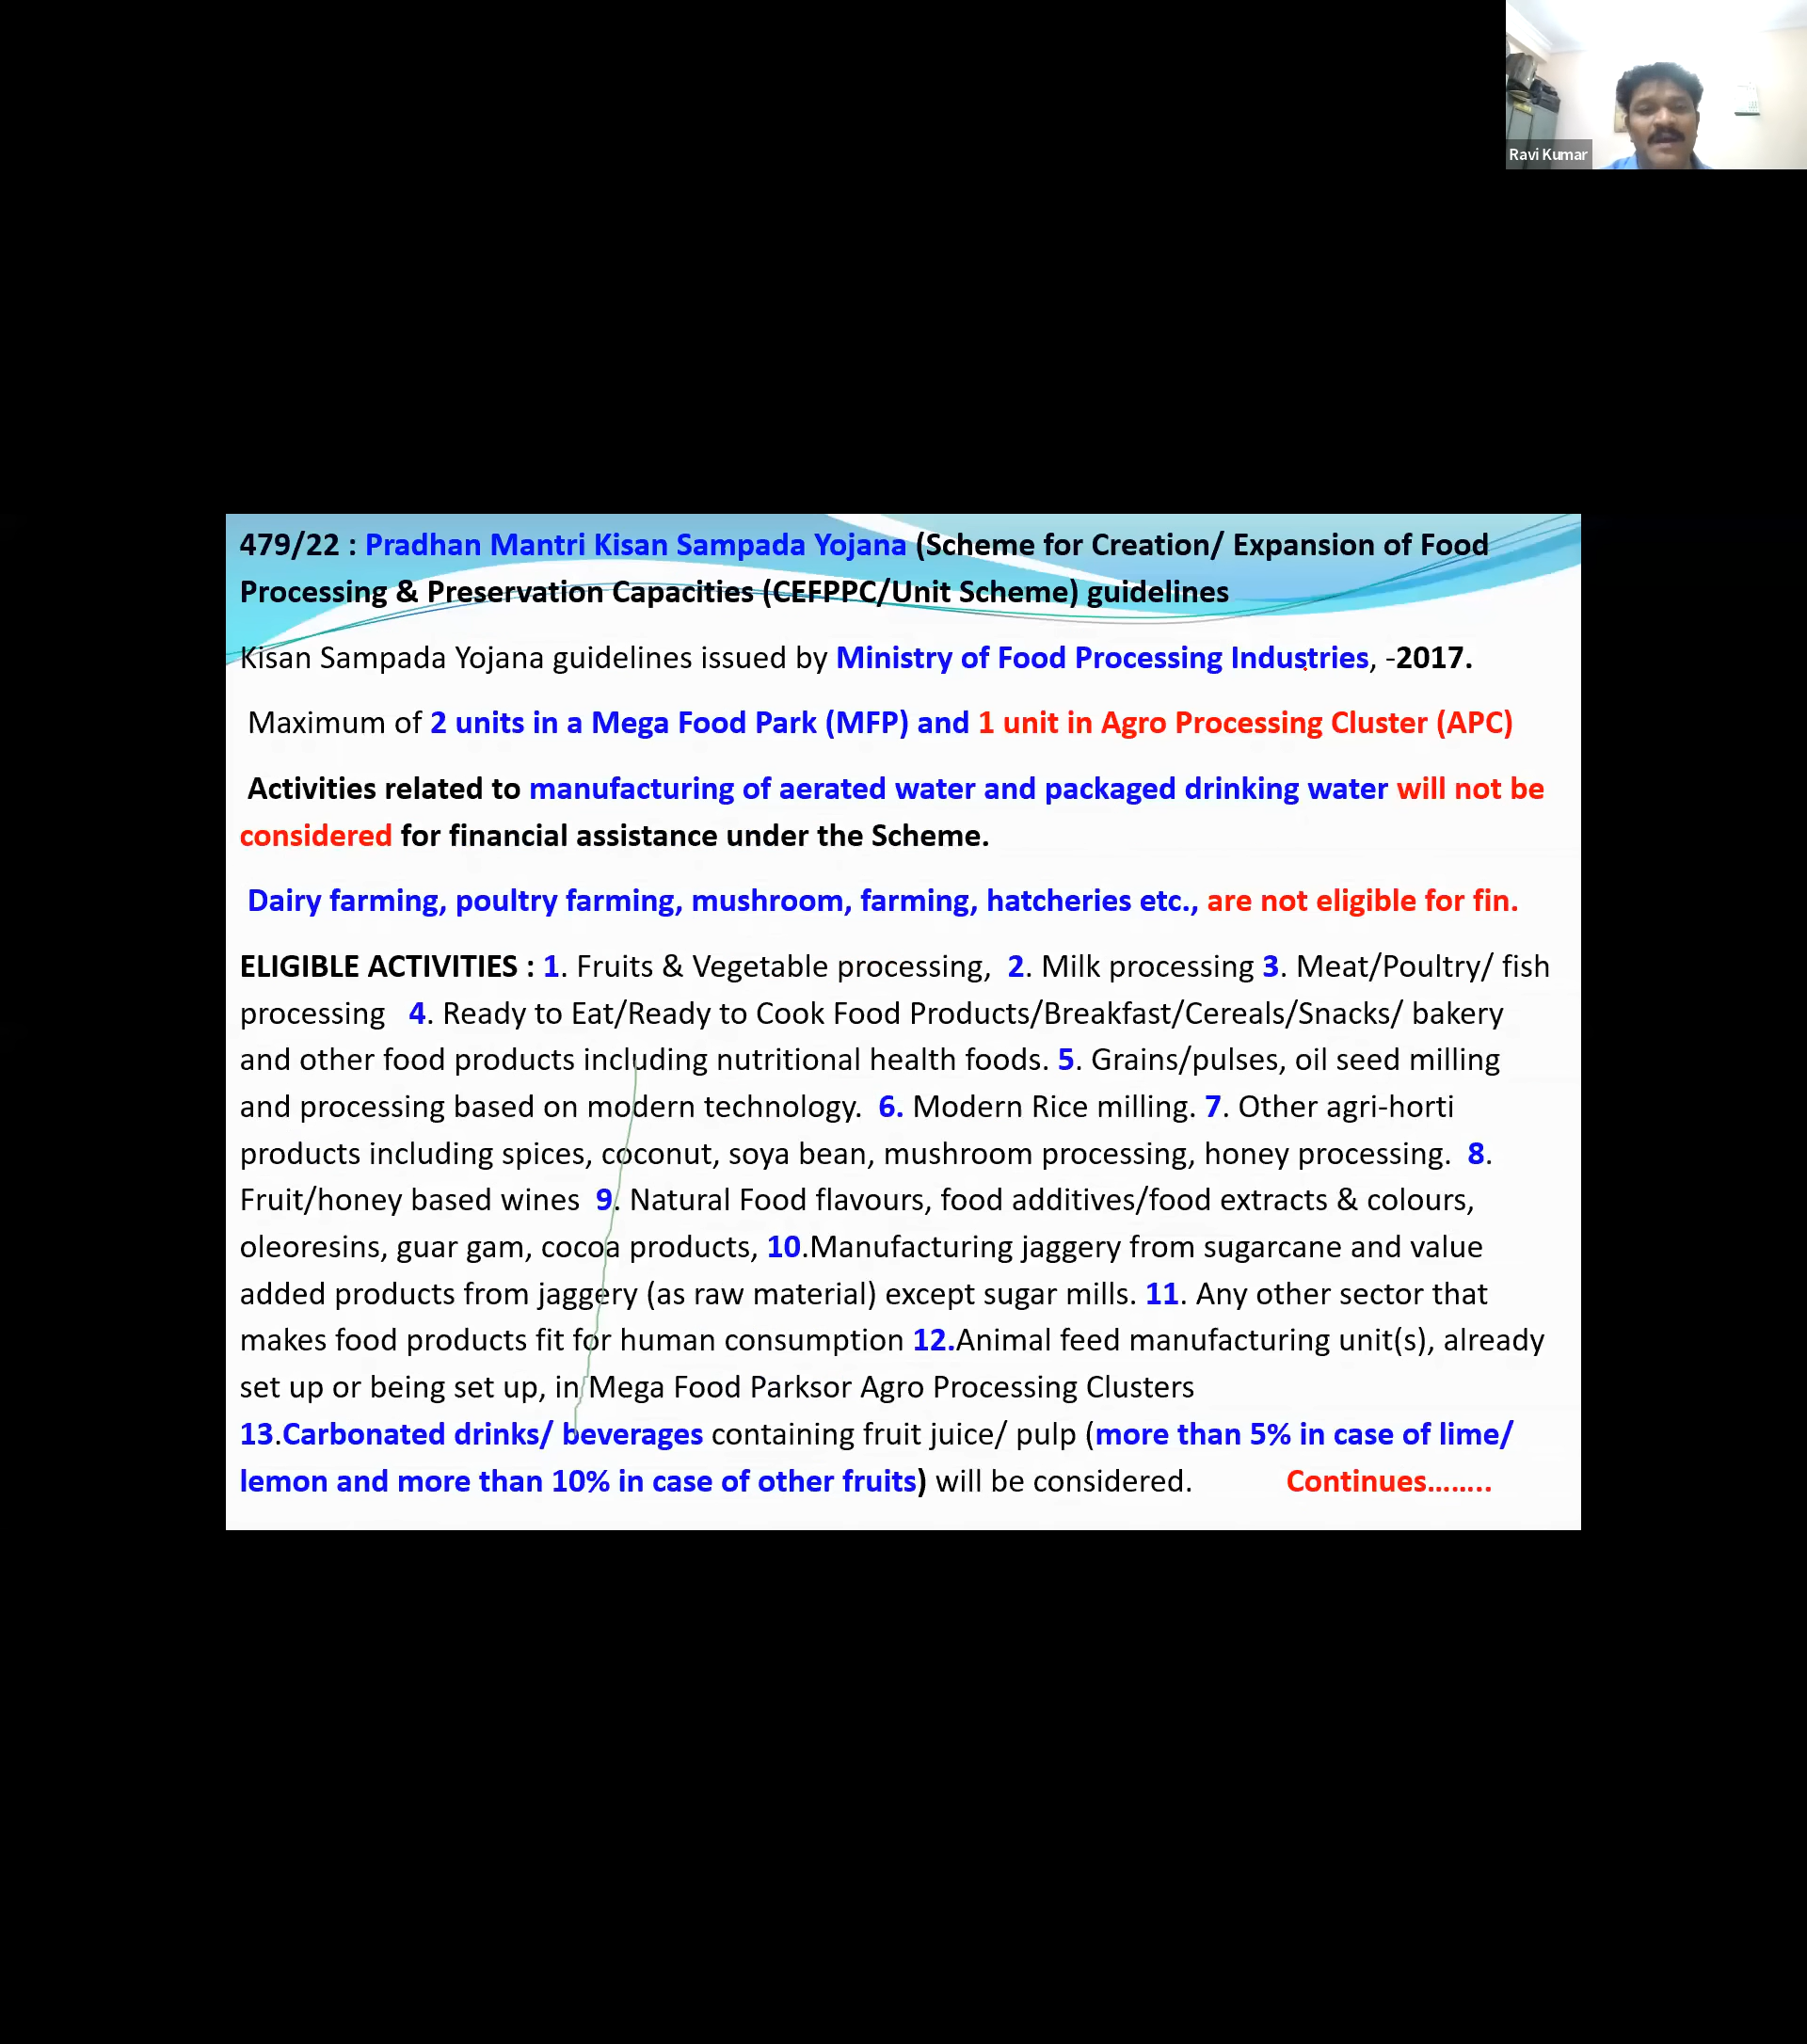 Ravi Kumar
479/22 : Pradhan Mantri Kisan Sampada Yojana (Scheme for Creation/ Expansion of Food
Processing & Preservation Capacities (CEFPPC/Unit Scheme) guidelines
Kisan Sampada Yojana guidelines issued by Ministry of Food Processing Industries, -2017.
Maximum of 2 units in a Mega Food Park (MFP) and 1 unit in Agro Processing Cluster (APC)
Activities related to manufacturing of aerated water and packaged drinking water will not be
considered for financial assistance under the Scheme.
Dairy farming, poultry farming, mushroom, farming, hatcheries etc., are not eligible for fin.
ELIGIBLE ACTIVITIES : 1. Fruits & Vegetable processing, 2. Milk processing 3. Meat/Poultry/ fish
processing 4. Ready to Eat/Ready to Cook Food Products/Breakfast/Cereals/Snacks/ bakery
and other food products including nutritional health foods. 5. Grains/pulses, oil seed milling
and processing based on modern technology. 6. Modern Rice milling. 7. Other agri-horti
products including spices, coconut, soya bean, mushroom processing, honey processing. 8.
Fruit/honey based wines 9. Natural Food flavours, food additives/food extracts & colours,
oleoresins, guar gam, cocoa products, 10.Manufacturing jaggery from sugarcane and value
added products from jaggery (as raw material) except sugar mills. 11. Any other sector that
makes food products fit for human consumption 12.Animal feed manufacturing unit(s), already
set up or being set up, in Mega Food Parksor Agro Processing Clusters
13.Carbonated drinks/ beverages containing fruit juice/ pulp (more than 5% in case of lime/
lemon and more than 10% in case of other fruits) will be considered. Continues……..